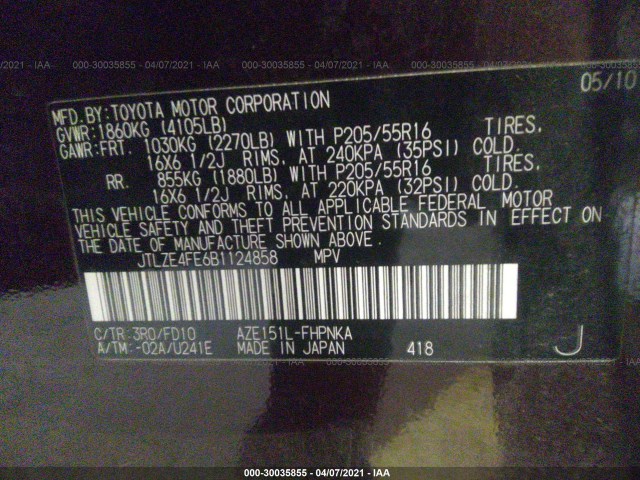 04/07/2021 - IAA 000-30035855 - 04/07/2021 - IAA 000-30035855 - 04/07/2021 - IAA 000-30035855
05/10
MFD.BY:TOYOTA MOTOR CORPORATION
GVWR:1860KG (4105LB)
GAWR:FRT. 1030KG (2270LB) WITH P205/55R16 TIRES,
16X6 1/2J RIMS, AT 240KPA (35PSI) COLD.
RR. 855KG (1880LB) WITH P205/55R16 TIRES,
16X6 1/2J RIMS, AT 220KPA (32PSI) COLD.
THIS VEHICLE CONFORMS TO ALL APPLICABLE FEDERAL MOTOR
VEHICLE SAFETY AND THEFT PREVENTION STANDARDS IN EFFECT ON
THE DATE OF MANUFACTURE SHOWN ABOVE.
JTLZE4FE6B1124858 MPV
C/TR:3R0/FD10 AZE151L-FHPNKA
A/TM:-02A/U241E MADE IN JAPAN 418 J
000-30035855 - 04/07/2021 - IAA